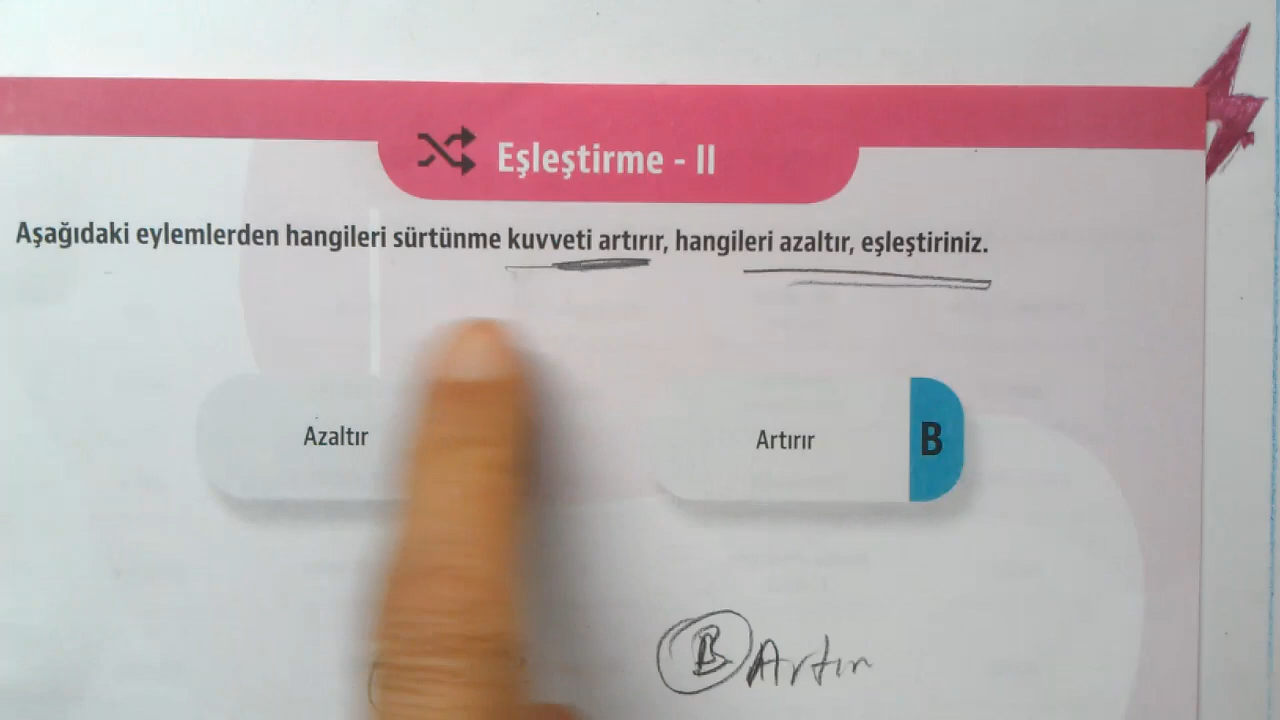 Eşleştirme - II
Aşağıdaki eylemlerden hangileri sürtünme kuvveti artırır, hangileri azaltır, eşleştiriniz.
Azaltır
Artırır B
B Artırır